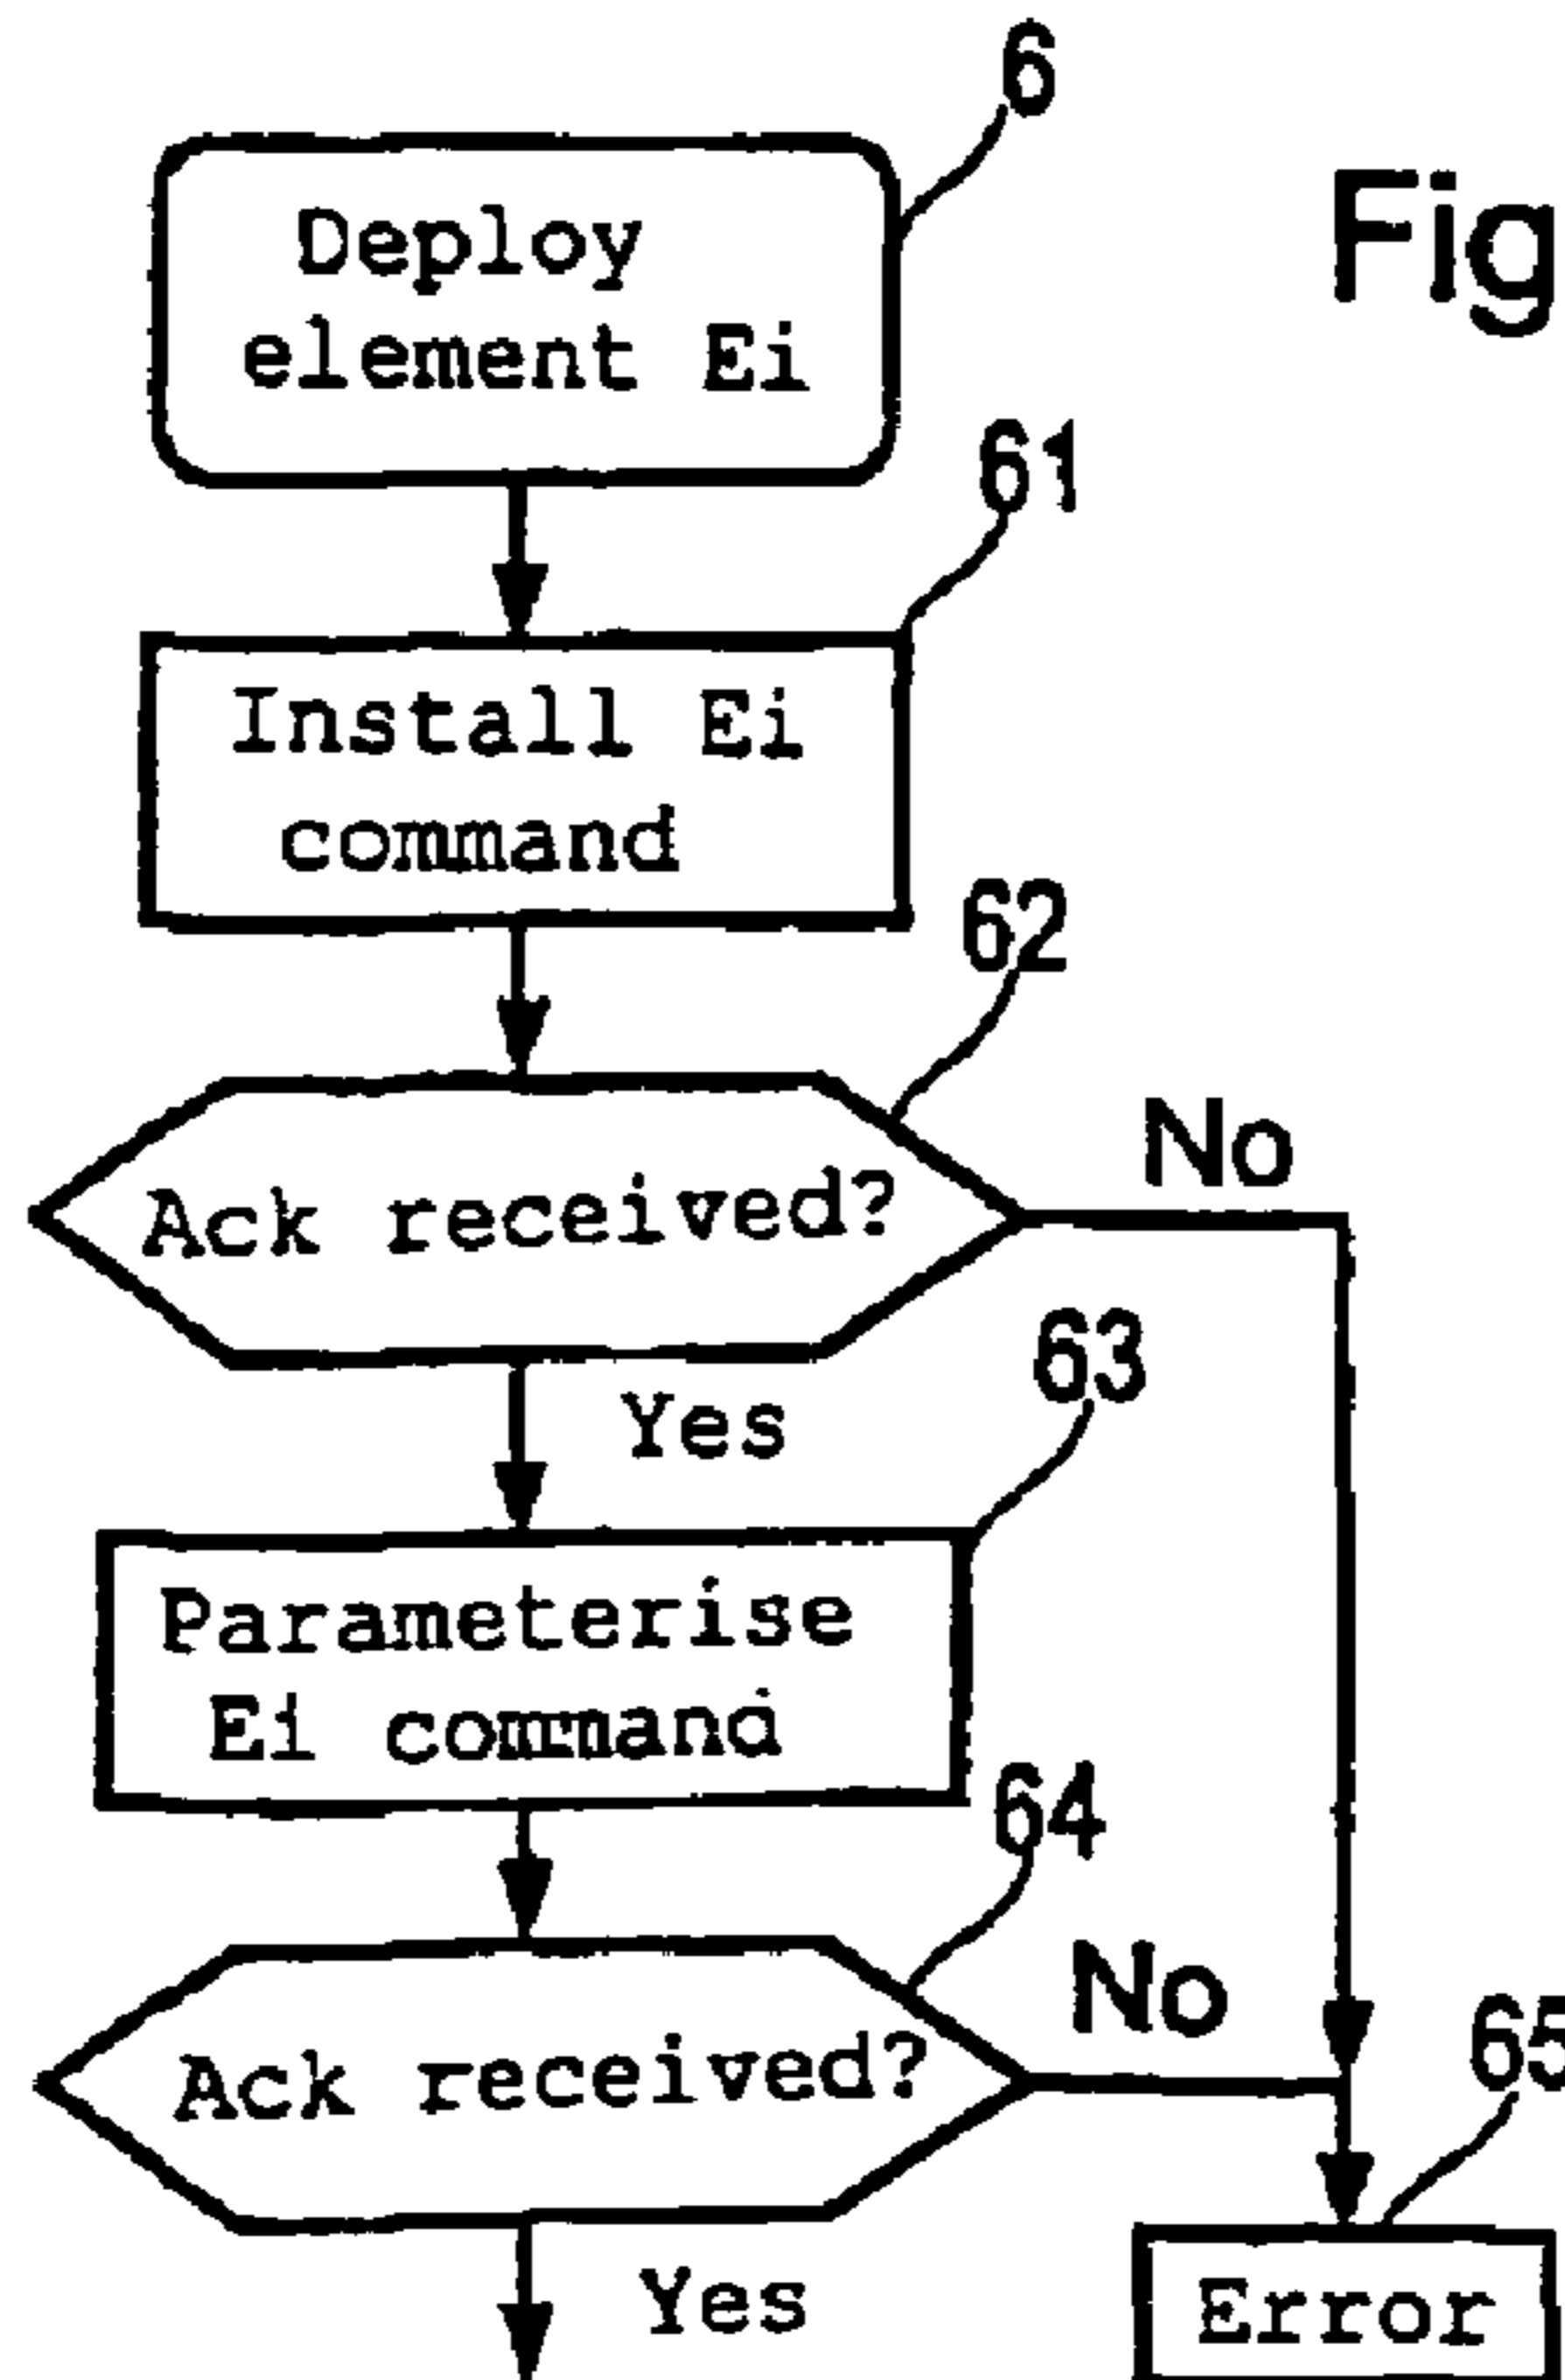 6
Deploy
element Ei
Fig
61
Install Ei
command
62
Ack received?
No
63
Yes
Parameterise
Ei command
64
Ack received?
No
65
Yes
Error